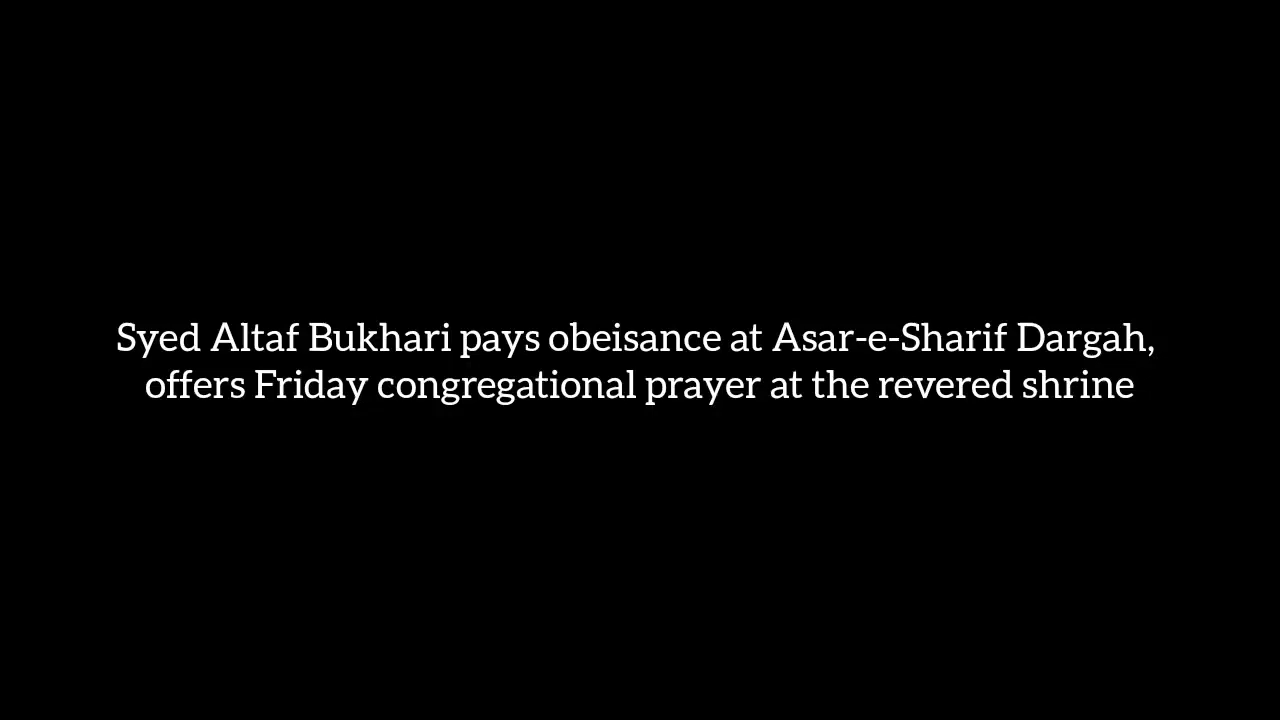 Syed Altaf Bukhari pays obeisance at Asar-e-Sharif Dargah,
offers Friday congregational prayer at the revered shrine